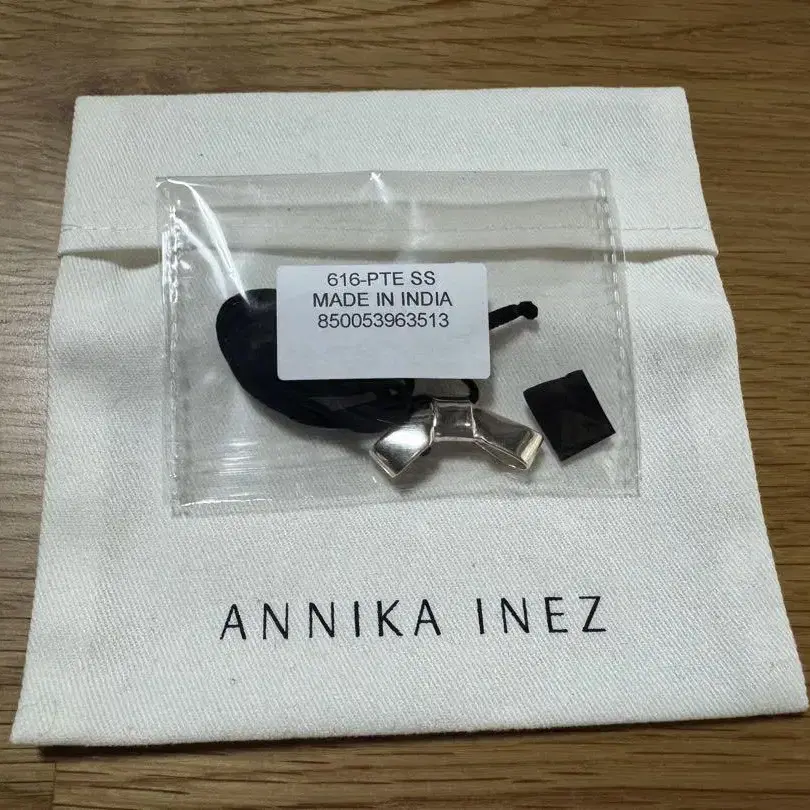 616-PTE SS
MADE IN INDIA
850053963513
ANNIKA INEZ